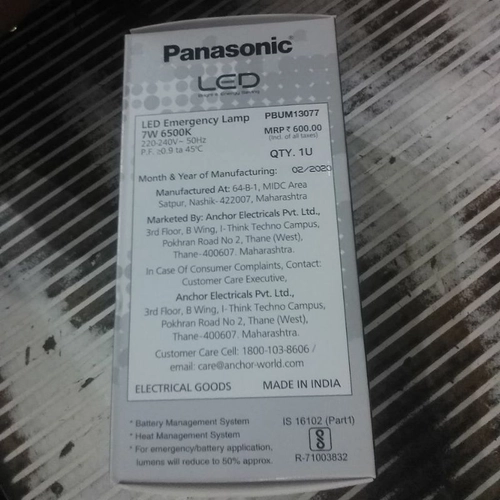 Panasonic
LED
LED Emergency Lamp PBUM13077
7W 6500K MRP ₹ 600.00
220-240V~ 50Hz (Incl. of all taxes)
P.F. ≥0.9 ta 45°C QTY. 1U
Month & Year of Manufacturing: 02/2020
Manufactured At: 64-B-1, MIDC Area
Satpur, Nashik- 422007, Maharashtra
Marketed By: Anchor Electricals Pvt. Ltd.,
3rd Floor, B Wing, I-Think Techno Campus,
Pokhran Road No 2, Thane (West),
Thane-400607. Maharashtra.
In Case Of Consumer Complaints, Contact:
Customer Care Executive,
Anchor Electricals Pvt. Ltd.,
3rd Floor, B Wing, I-Think Techno Campus,
Pokhran Road No 2, Thane (West),
Thane-400607. Maharashtra.
Customer Care Cell: 1800-103-8606 /
email: care@anchor-world.com
ELECTRICAL GOODS MADE IN INDIA
* Battery Management System IS 16102 (Part1)
* Heat Management System
* For emergency/battery application,
lumens will reduce to 50% approx. R-71003832